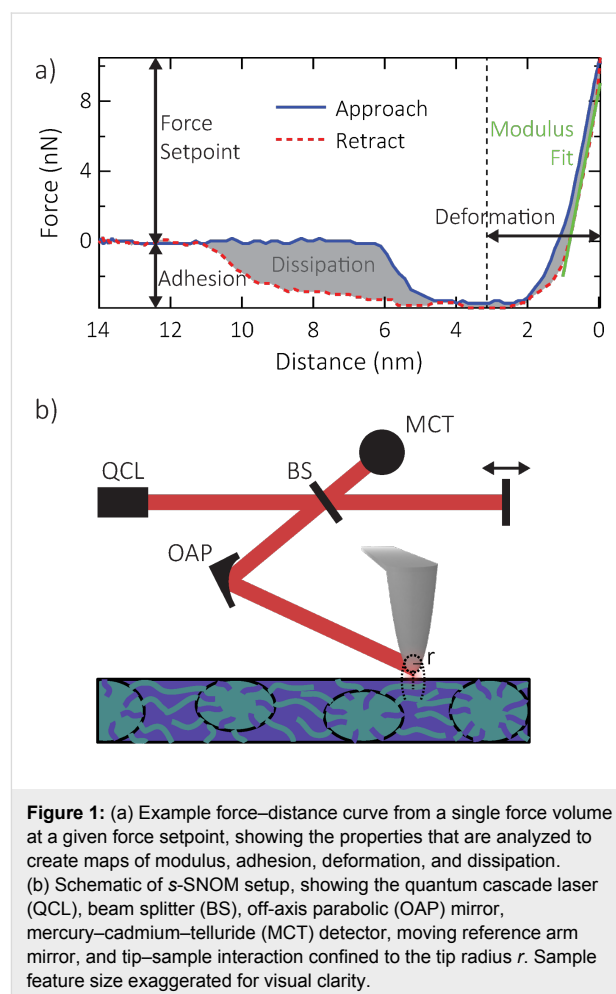 a)
8
4
0
Force (nN)
Force
Setpoint
Adhesion
Approach
Retract
Dissipation
Modulus
Fit
Deformation
14 12 10 8 6 4 2 0
Distance (nm)
b)
MCT
QCL
BS
OAP
r
Figure 1: (a) Example force–distance curve from a single force volume
at a given force setpoint, showing the properties that are analyzed to
create maps of modulus, adhesion, deformation, and dissipation.
(b) Schematic of s-SNOM setup, showing the quantum cascade laser
(QCL), beam splitter (BS), off-axis parabolic (OAP) mirror,
mercury–cadmium–telluride (MCT) detector, moving reference arm
mirror, and tip–sample interaction confined to the tip radius r. Sample
feature size exaggerated for visual clarity.